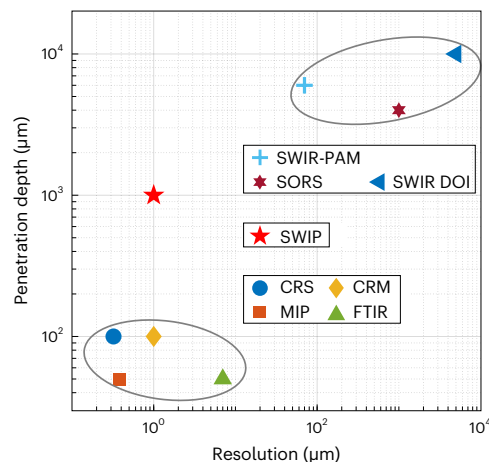 10⁴
10³
10²
Penetration depth (µm)
SWIR-PAM
SORS SWIR DOI
SWIP
CRS CRM
MIP FTIR
10⁰ 10² 10⁴
Resolution (µm)